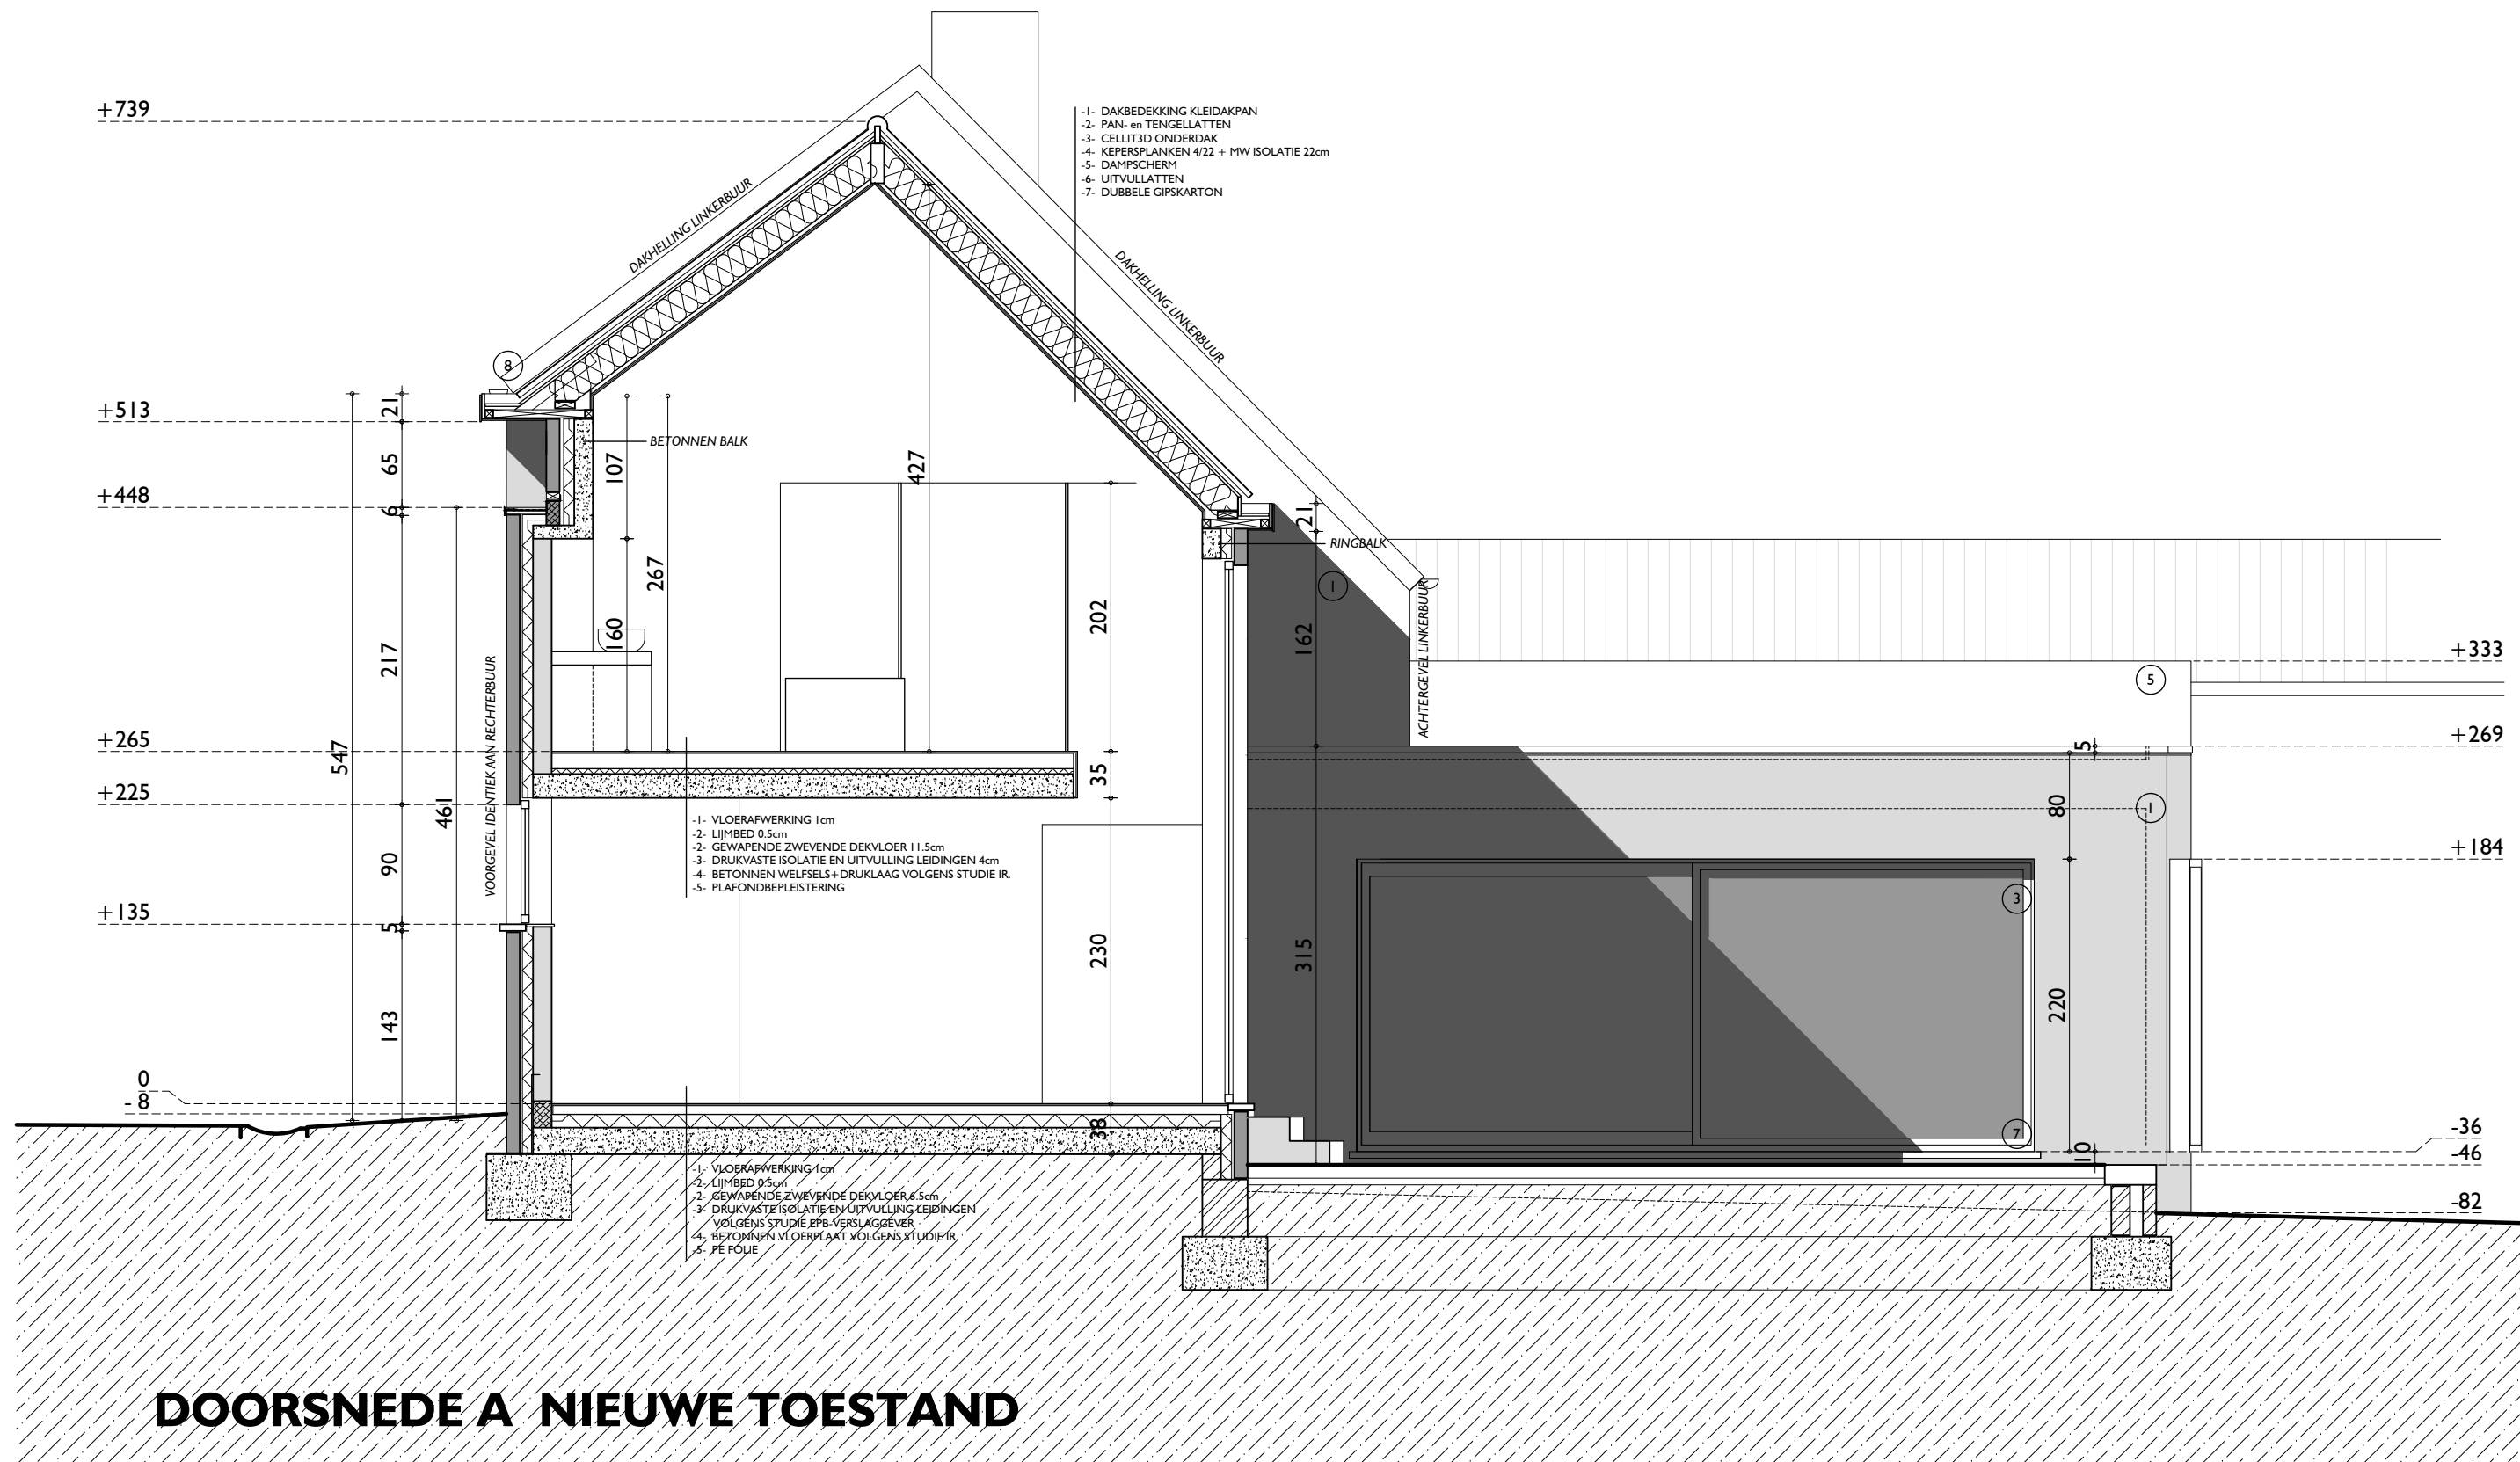 +739
-1- DAKBEDEKKING KLEIDAKPAN
-2- PAN- en TENGELLATTEN
-3- CELLIT3D ONDERDAK
-4- KEPERSPLANKEN 4/22 + MW ISOLATIE 22cm
-5- DAMPSCHERM
-6- UITVULLATTEN
-7- DUBBELE GIPSKARTON
DAKHELLING LINKERBUUR
DAKHELLING LINKERBUUR
8
+513
21
65
+448
6
BETONNEN BALK
107
427
267
160
202
21
RINGBALK
1
162
ACHTERGEVEL LINKERBUUR
217
VOORGEVEL IDENTIEK AAN RECHTERBUUR
+333
5
+265
547
+269
5
35
+225
461
80
1
-1- VLOERAFWERKING 1cm
-2- LIJMBED 0.5cm
-2- GEWAPENDE ZWEVENDE DEKVLOER 11.5cm
-3- DRUKVASTE ISOLATIE EN UITVULLING LEIDINGEN 4cm
-4- BETONNEN WELFSELS+DRUKLAAG VOLGENS STUDIE IR.
-5- PLAFONDBEPLEISTERING
90
+184
3
+135
5
230
315
220
143
0
- 8
38
7
10
-36
-46
-82
-1- VLOERAFWERKING 1cm
-2- LIJMBED 0.5cm
-2- GEWAPENDE ZWEVENDE DEKVLOER 6.5cm
-3- DRUKVASTE ISOLATIE EN UITVULLING LEIDINGEN
VOLGENS STUDIE EPB-VERSLAGGEVER
-4- BETONNEN VLOERPLAAT VOLGENS STUDIE IR.
-5- PE FOLIE
DOORSNEDE A NIEUWE TOESTAND